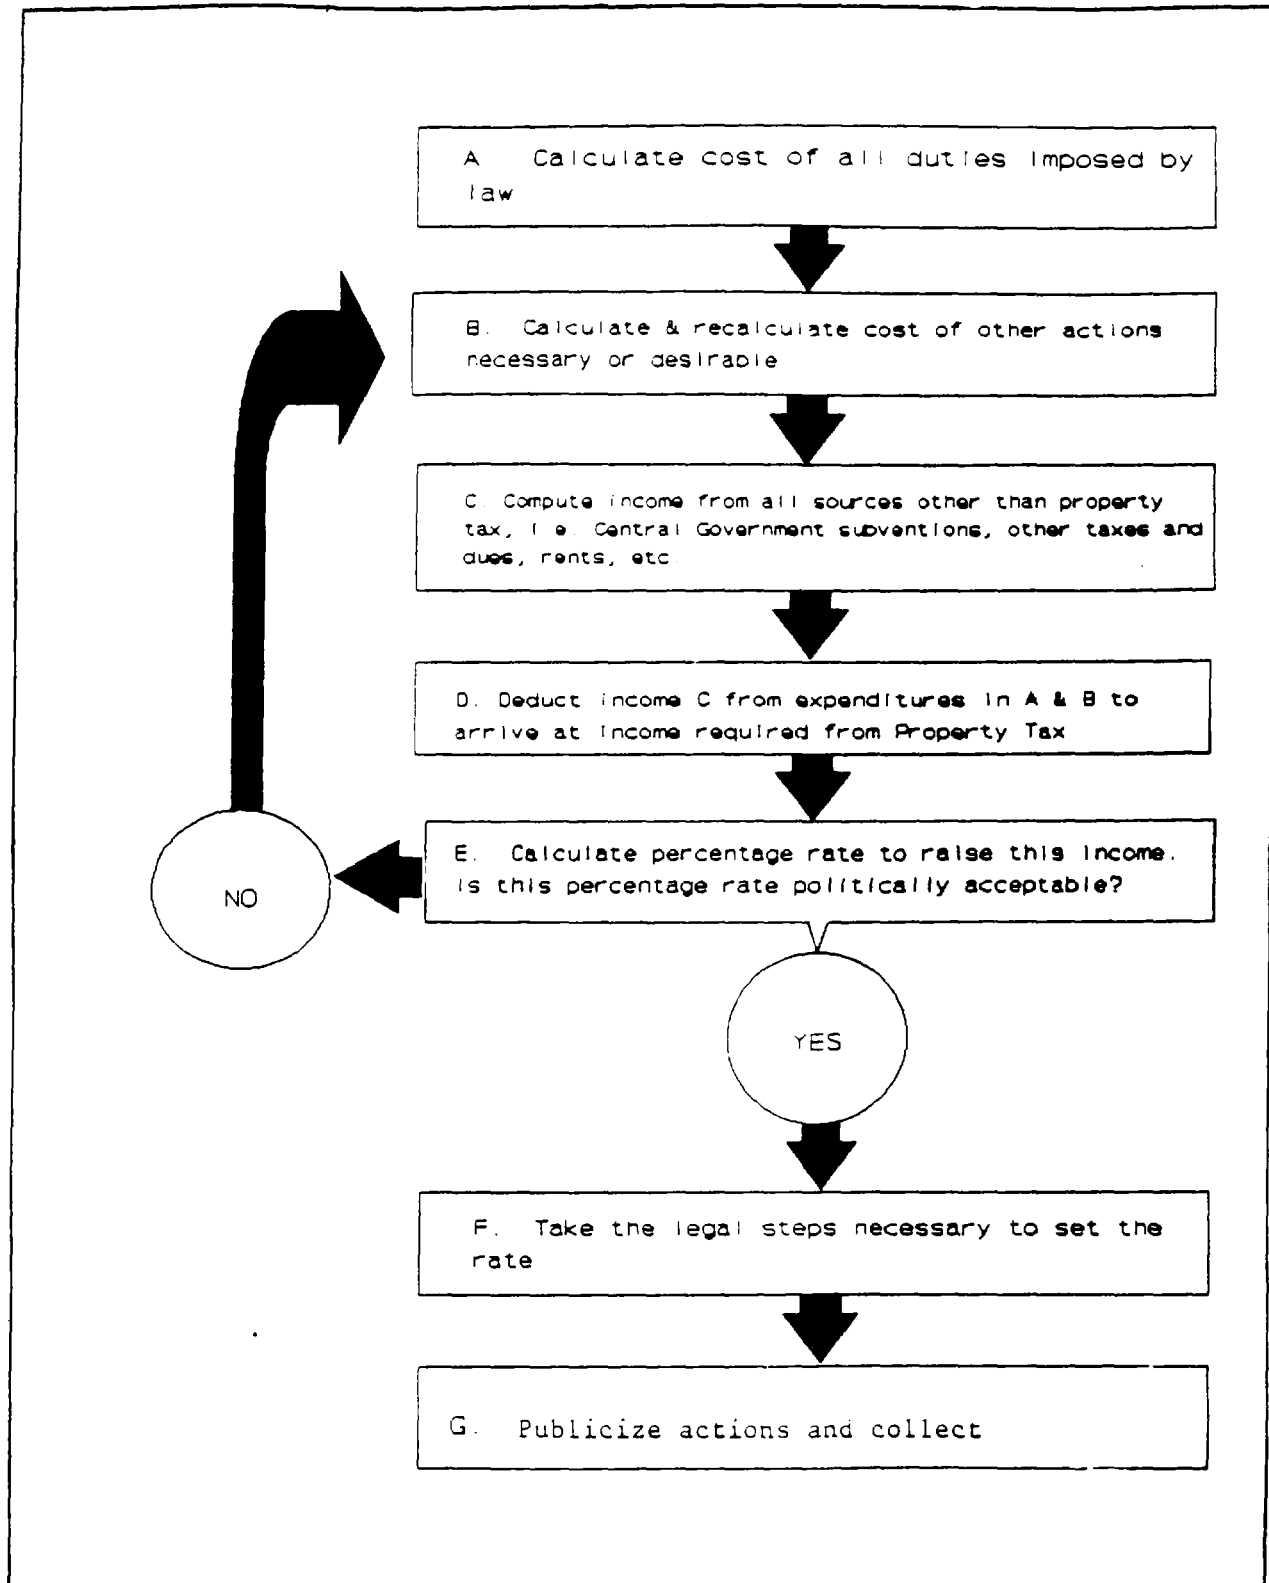 A Calculate cost of all duties imposed by
law
B. Calculate & recalculate cost of other actions
necessary or desirable
C. Compute income from all sources other than property
tax, i e. Central Government subventions, other taxes and
dues, rents, etc.
D. Deduct income C from expenditures in A & B to
arrive at income required from Property Tax
E. Calculate percentage rate to raise this income.
Is this percentage rate politically acceptable?
NO
YES
F. Take the legal steps necessary to set the
rate
G. Publicize actions and collect